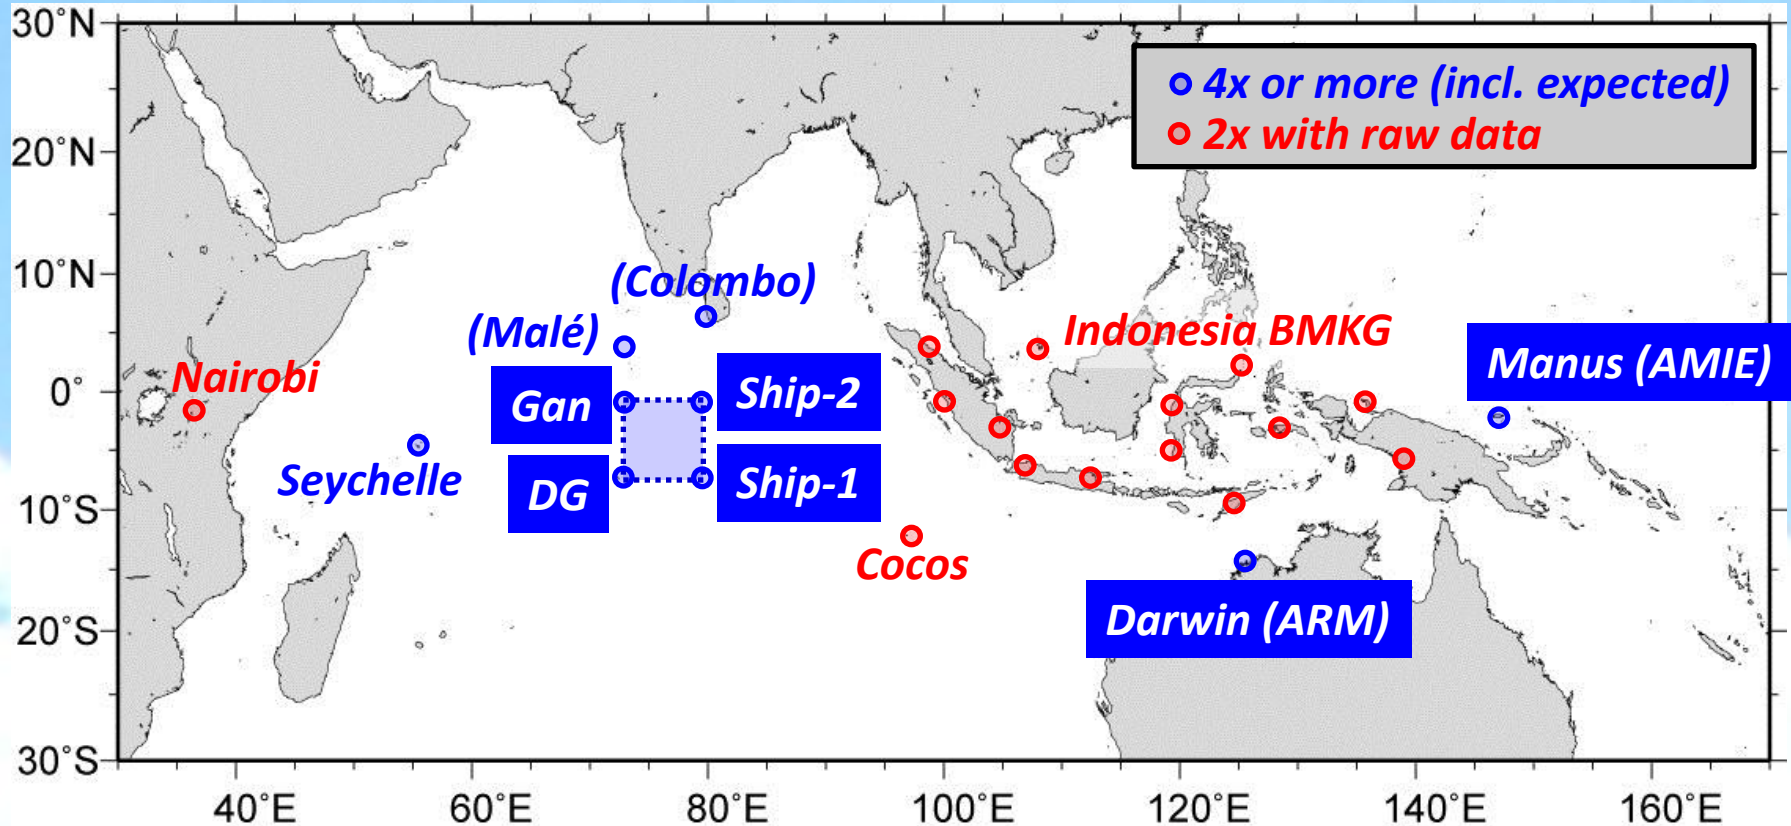 30°N
4x or more (incl. expected)
2x with raw data
20°N
10°N
(Colombo)
(Malé)
Indonesia BMKG
Manus (AMIE)
Nairobi
0°
Gan
Ship-2
Seychelle
DG
Ship-1
10°S
Cocos
Darwin (ARM)
20°S
30°S
40°E 60°E 80°E 100°E 120°E 140°E 160°E